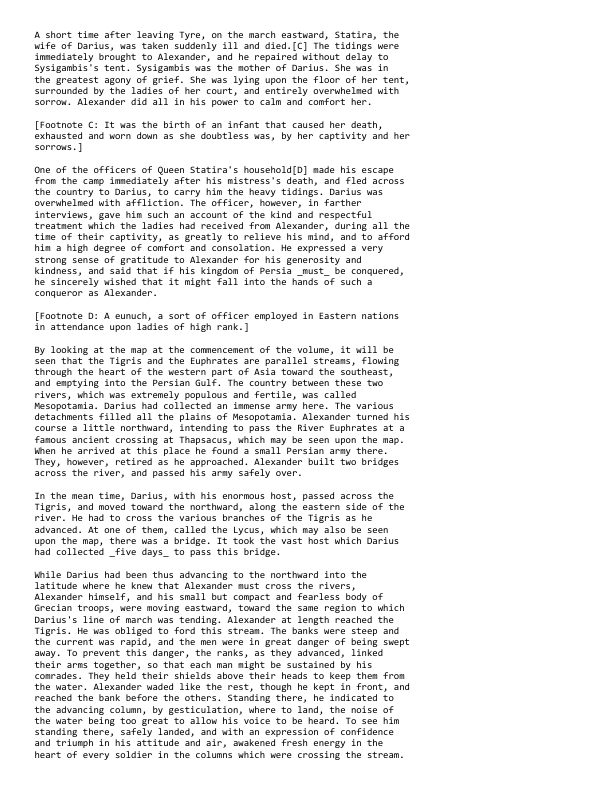 A short time after leaving Tyre, on the march eastward, Statira, the
wife of Darius, was taken suddenly ill and died.[C] The tidings were
immediately brought to Alexander, and he repaired without delay to
Sysigambis's tent. Sysigambis was the mother of Darius. She was in
the greatest agony of grief. She was lying upon the floor of her tent,
surrounded by the ladies of her court, and entirely overwhelmed with
sorrow. Alexander did all in his power to calm and comfort her.

[Footnote C: It was the birth of an infant that caused her death,
exhausted and worn down as she doubtless was, by her captivity and her
sorrows.]

One of the officers of Queen Statira's household[D] made his escape
from the camp immediately after his mistress's death, and fled across
the country to Darius, to carry him the heavy tidings. Darius was
overwhelmed with affliction. The officer, however, in farther
interviews, gave him such an account of the kind and respectful
treatment which the ladies had received from Alexander, during all the
time of their captivity, as greatly to relieve his mind, and to afford
him a high degree of comfort and consolation. He expressed a very
strong sense of gratitude to Alexander for his generosity and
kindness, and said that if his kingdom of Persia _must_ be conquered,
he sincerely wished that it might fall into the hands of such a
conqueror as Alexander.

[Footnote D: A eunuch, a sort of officer employed in Eastern nations
in attendance upon ladies of high rank.]

By looking at the map at the commencement of the volume, it will be
seen that the Tigris and the Euphrates are parallel streams, flowing
through the heart of the western part of Asia toward the southeast,
and emptying into the Persian Gulf. The country between these two
rivers, which was extremely populous and fertile, was called
Mesopotamia. Darius had collected an immense army here. The various
detachments filled all the plains of Mesopotamia. Alexander turned his
course a little northward, intending to pass the River Euphrates at a
famous ancient crossing at Thapsacus, which may be seen upon the map.
When he arrived at this place he found a small Persian army there.
They, however, retired as he approached. Alexander built two bridges
across the river, and passed his army safely over.

In the mean time, Darius, with his enormous host, passed across the
Tigris, and moved toward the northward, along the eastern side of the
river. He had to cross the various branches of the Tigris as he
advanced. At one of them, called the Lycus, which may also be seen
upon the map, there was a bridge. It took the vast host which Darius
had collected _five days_ to pass this bridge.

While Darius had been thus advancing to the northward into the
latitude where he knew that Alexander must cross the rivers,
Alexander himself, and his small but compact and fearless body of
Grecian troops, were moving eastward, toward the same region to which
Darius's line of march was tending. Alexander at length reached the
Tigris. He was obliged to ford this stream. The banks were steep and
the current was rapid, and the men were in great danger of being swept
away. To prevent this danger, the ranks, as they advanced, linked
their arms together, so that each man might be sustained by his
comrades. They held their shields above their heads to keep them from
the water. Alexander waded like the rest, though he kept in front, and
reached the bank before the others. Standing there, he indicated to
the advancing column, by gesticulation, where to land, the noise of
the water being too great to allow his voice to be heard. To see him
standing there, safely landed, and with an expression of confidence
and triumph in his attitude and air, awakened fresh energy in the
heart of every soldier in the columns which were crossing the stream.